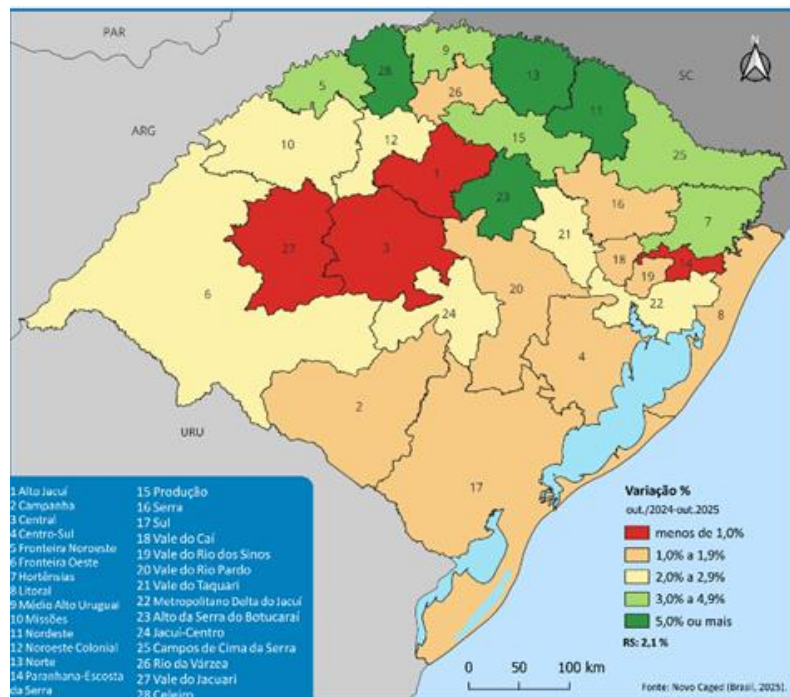 PAR
ARG
SC
URU
N
1
2
3
4
5
6
7
8
9
10
11
12
13
14
15
16
17
18
19
20
21
22
23
24
25
26
27
28
1 Alto Jacuí
2 Campanha
3 Central
4 Centro-Sul
5 Fronteira Noroeste
6 Fronteira Oeste
7 Hortênsias
8 Litoral
9 Médio Alto Uruguai
10 Missões
11 Nordeste
12 Noroeste Colonial
13 Norte
14 Paranhana-Escosta
da Serra
15 Produção
16 Serra
17 Sul
18 Vale do Caí
19 Vale do Rio dos Sinos
20 Vale do Rio Pardo
21 Vale do Taquari
22 Metropolitano Delta do Jacuí
23 Alto da Serra do Botucaraí
24 Jacuí-Centro
25 Campos de Cima da Serra
26 Rio da Várzea
27 Vale do Jacuari
28 Celeiro
Variação %
out./2024-out.2025
menos de 1,0%
1,0% a 1,9%
2,0% a 2,9%
3,0% a 4,9%
5,0% ou mais
RS: 2,1 %
0 50 100 km
Fonte: Novo Caged (Brasil, 2025).